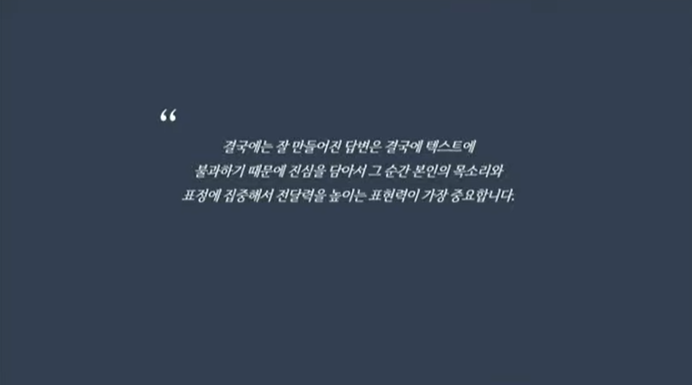 “
결국에는 잘 만들어진 답변은 결국에 텍스트에
불과하기 때문에 진심을 담아서 그 순간 본인의 목소리와
표정에 집중해서 전달력을 높이는 표현력이 가장 중요합니다.